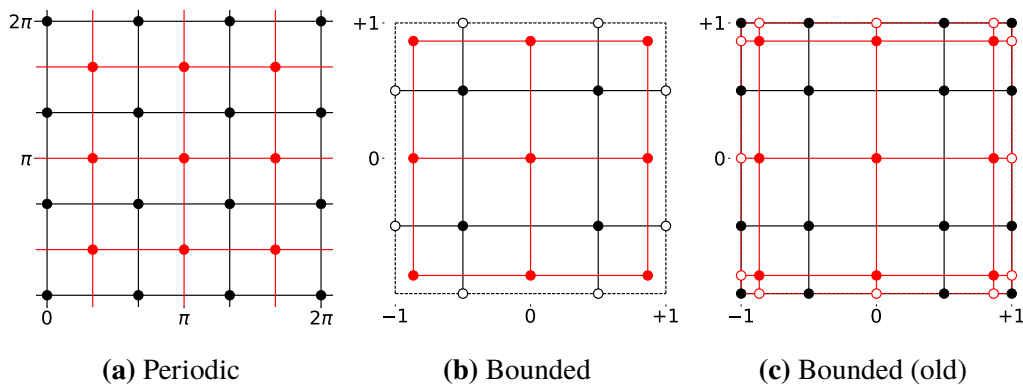 2π
π
0
π
2π
(a) Periodic
+1
0
−1
0
+1
(b) Bounded
+1
0
−1
0
+1
(c) Bounded (old)